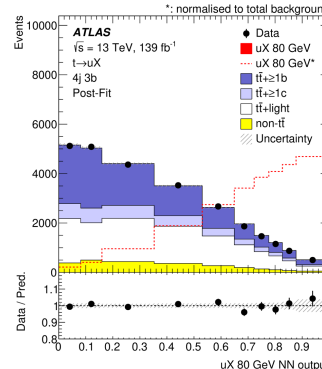 *: normalised to total background
Events
10000
8000
6000
4000
2000
0
ATLAS
√s = 13 TeV, 139 fb⁻¹
t→uX
4j 3b
Post-Fit
Data
uX 80 GeV
uX 80 GeV*
tt̄+≥1b
tt̄+≥1c
tt̄+light
non-tt̄
Uncertainty
Data / Pred.
1.1
1
0.9
0.8
0 0.1 0.2 0.3 0.4 0.5 0.6 0.7 0.8 0.9
uX 80 GeV NN output